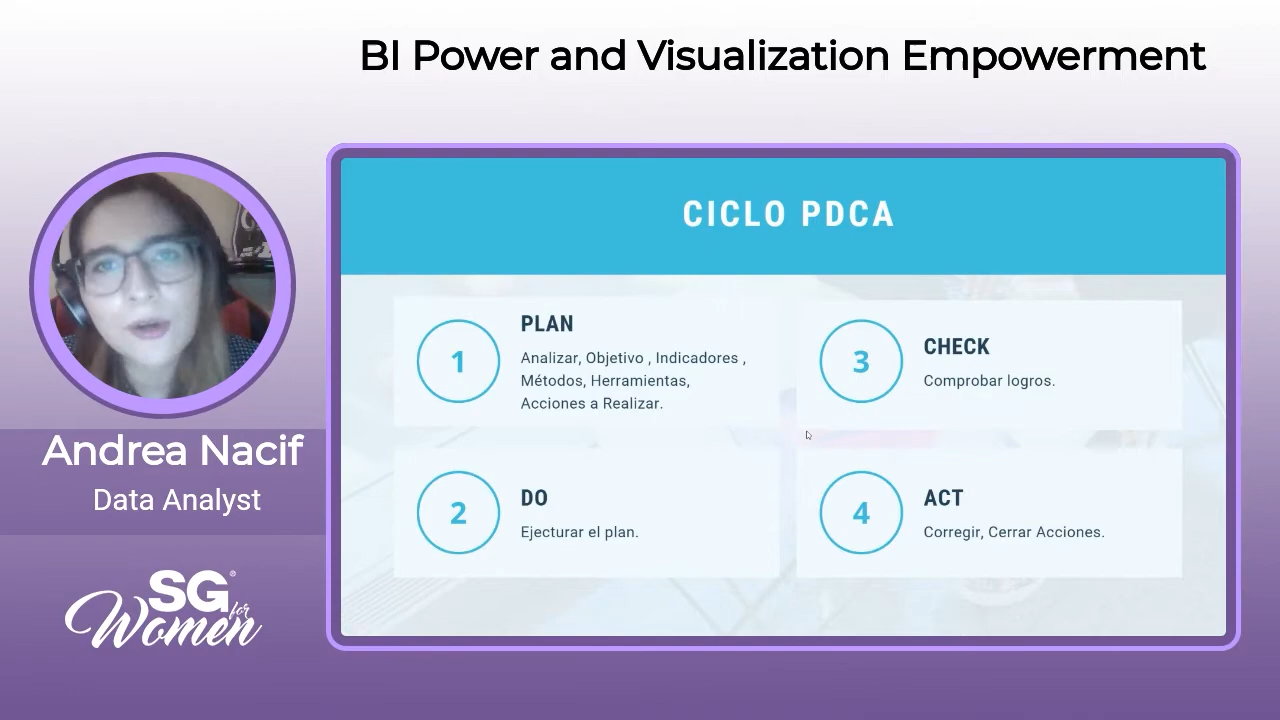 BI Power and Visualization Empowerment
CICLO PDCA
1
PLAN
Analizar, Objetivo , Indicadores ,
Métodos, Herramientas,
Acciones a Realizar.
2
DO
Ejecturar el plan.
3
CHECK
Comprobar logros.
4
ACT
Corregir, Cerrar Acciones.
Andrea Nacif
Data Analyst
SG®
for
Women